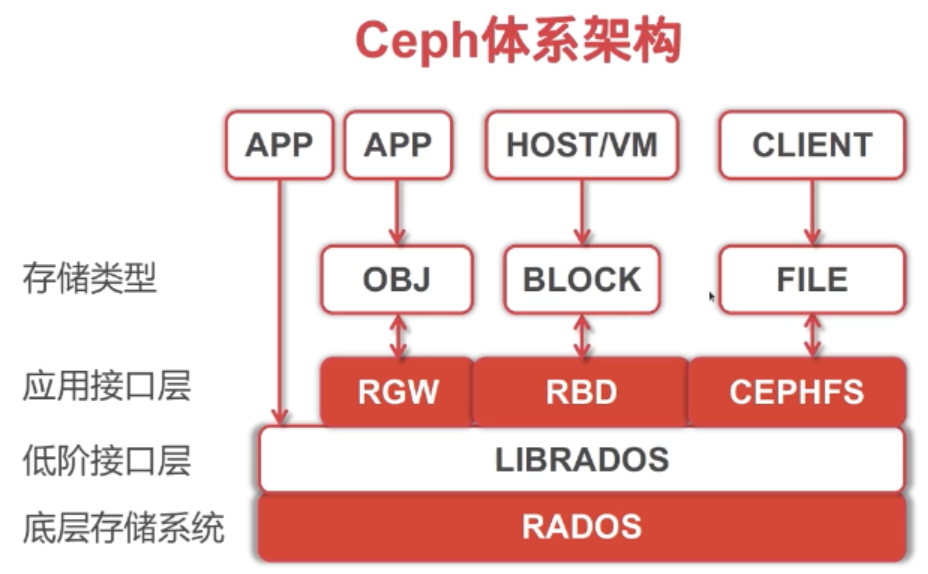 Ceph体系架构
APP APP HOST/VM CLIENT
存储类型 OBJ BLOCK FILE
应用接口层 RGW RBD CEPHFS
低阶接口层 LIBRADOS
底层存储系统 RADOS